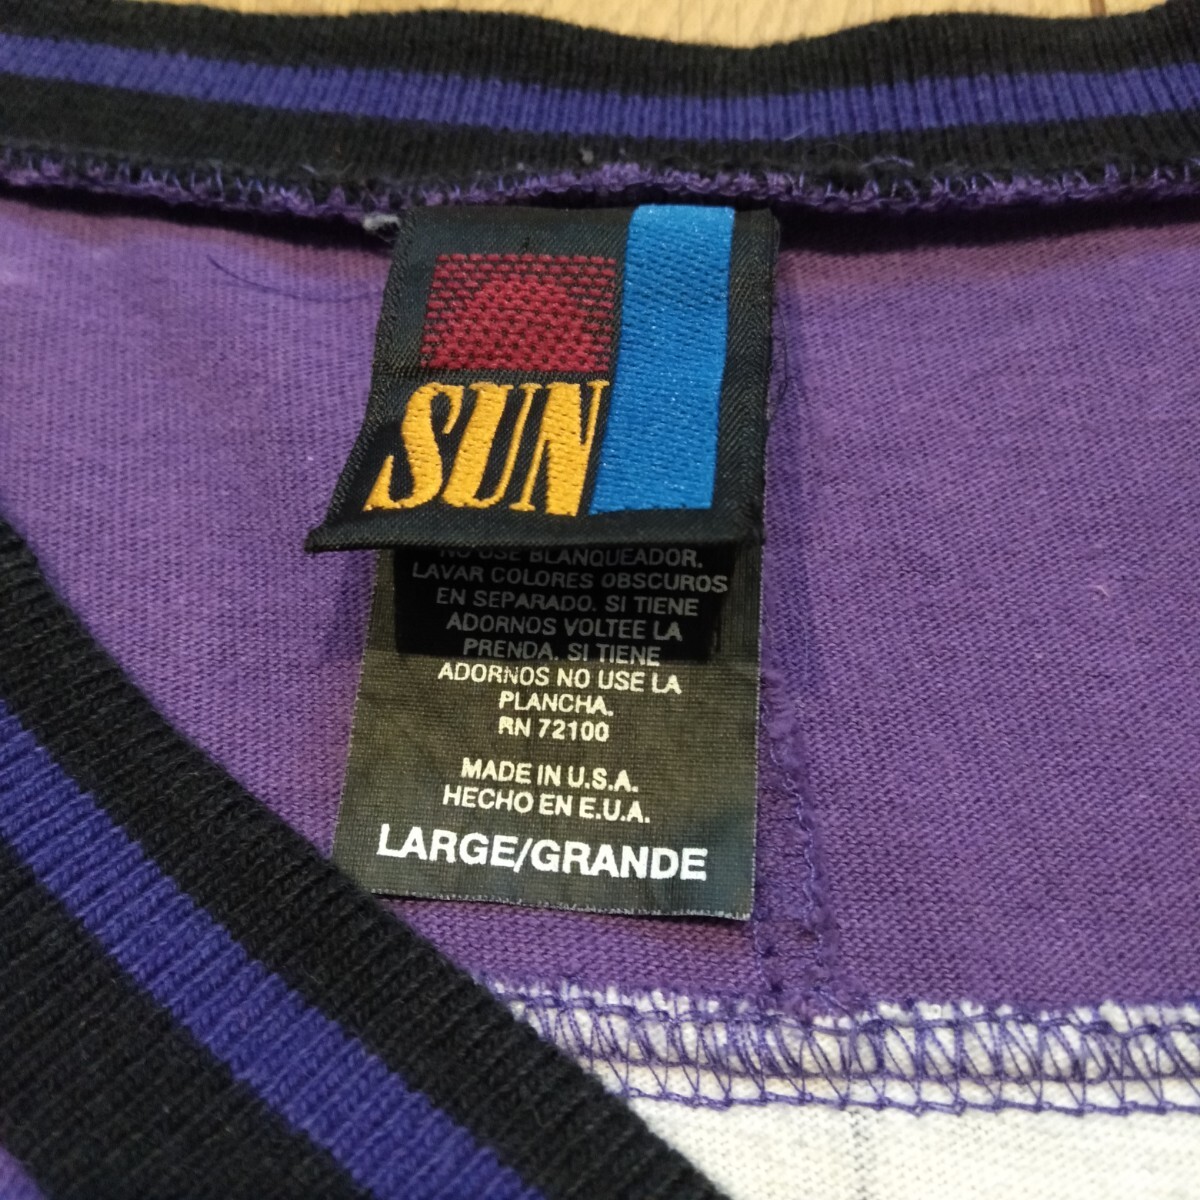 SUN
NO USE BLANQUEADOR.
LAVAR COLORES OBSCUROS
EN SEPARADO. SI TIENE
ADORNOS VOLTEE LA
PRENDA. SI TIENE
ADORNOS NO USE LA
PLANCHA.
RN 72100
MADE IN U.S.A.
HECHO EN E.U.A.
LARGE/GRANDE